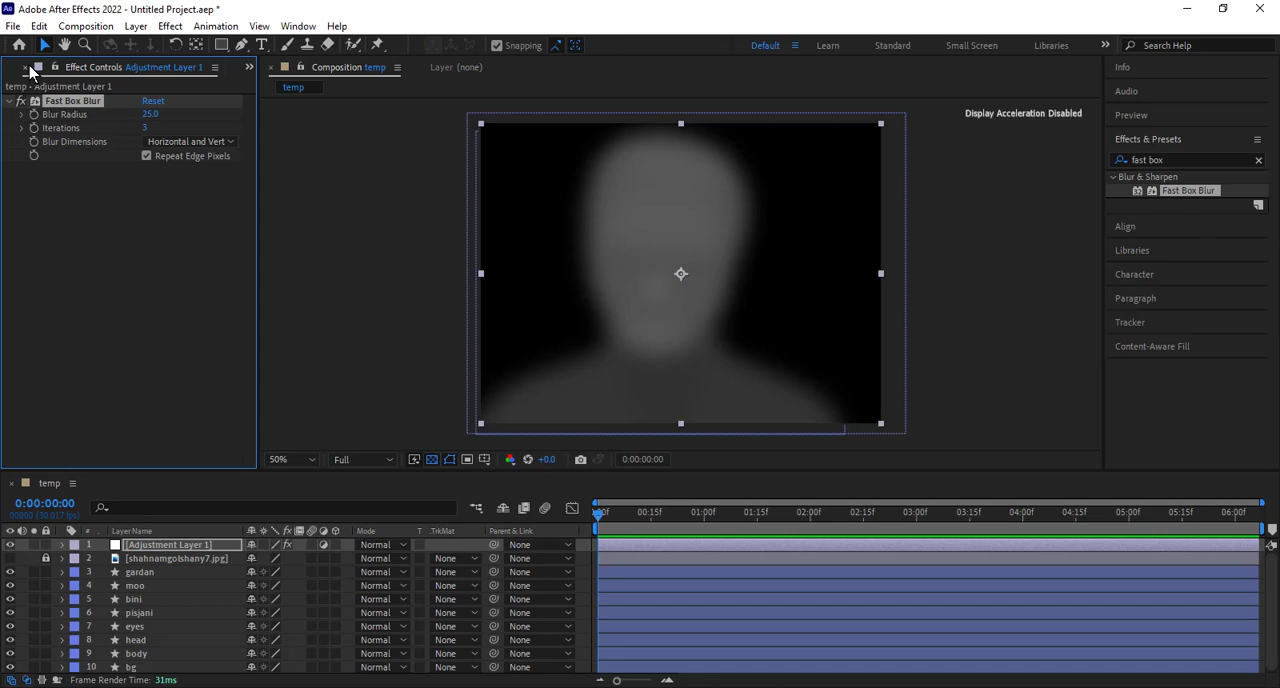 Adobe After Effects 2022 - Untitled Project.aep *
File Edit Composition Layer Effect Animation View Window Help
Snapping Default Learn Standard Small Screen Libraries Search Help
Effect Controls Adjustment Layer 1
temp - Adjustment Layer 1
fx Fast Box Blur Reset
Blur Radius 25.0
Iterations 3
Blur Dimensions Horizontal and Vert
Repeat Edge Pixels
Composition temp Layer (none)
temp
Display Acceleration Disabled
50% Full +0.0 0:00:00:00
Info
Audio
Preview
Effects & Presets
fast box
Blur & Sharpen
Fast Box Blur
Align
Libraries
Character
Paragraph
Tracker
Content-Aware Fill
temp
0:00:00:00
00000 (30.017 fps)
# Layer Name Mode T .TrkMat Parent & Link
1 [Adjustment Layer 1] Normal None
2 [shahnamgolshany7.jpg] Normal None None
3 gardan Normal None None
4 moo Normal None None
5 bini Normal None None
6 pisjani Normal None None
7 eyes Normal None None
8 head Normal None None
9 body Normal None None
10 bg Normal None None
00f 00:15f 01:00f 01:15f 02:00f 02:15f 03:00f 03:15f 04:00f 04:15f 05:00f 05:15f 06:00f
Frame Render Time: 31ms